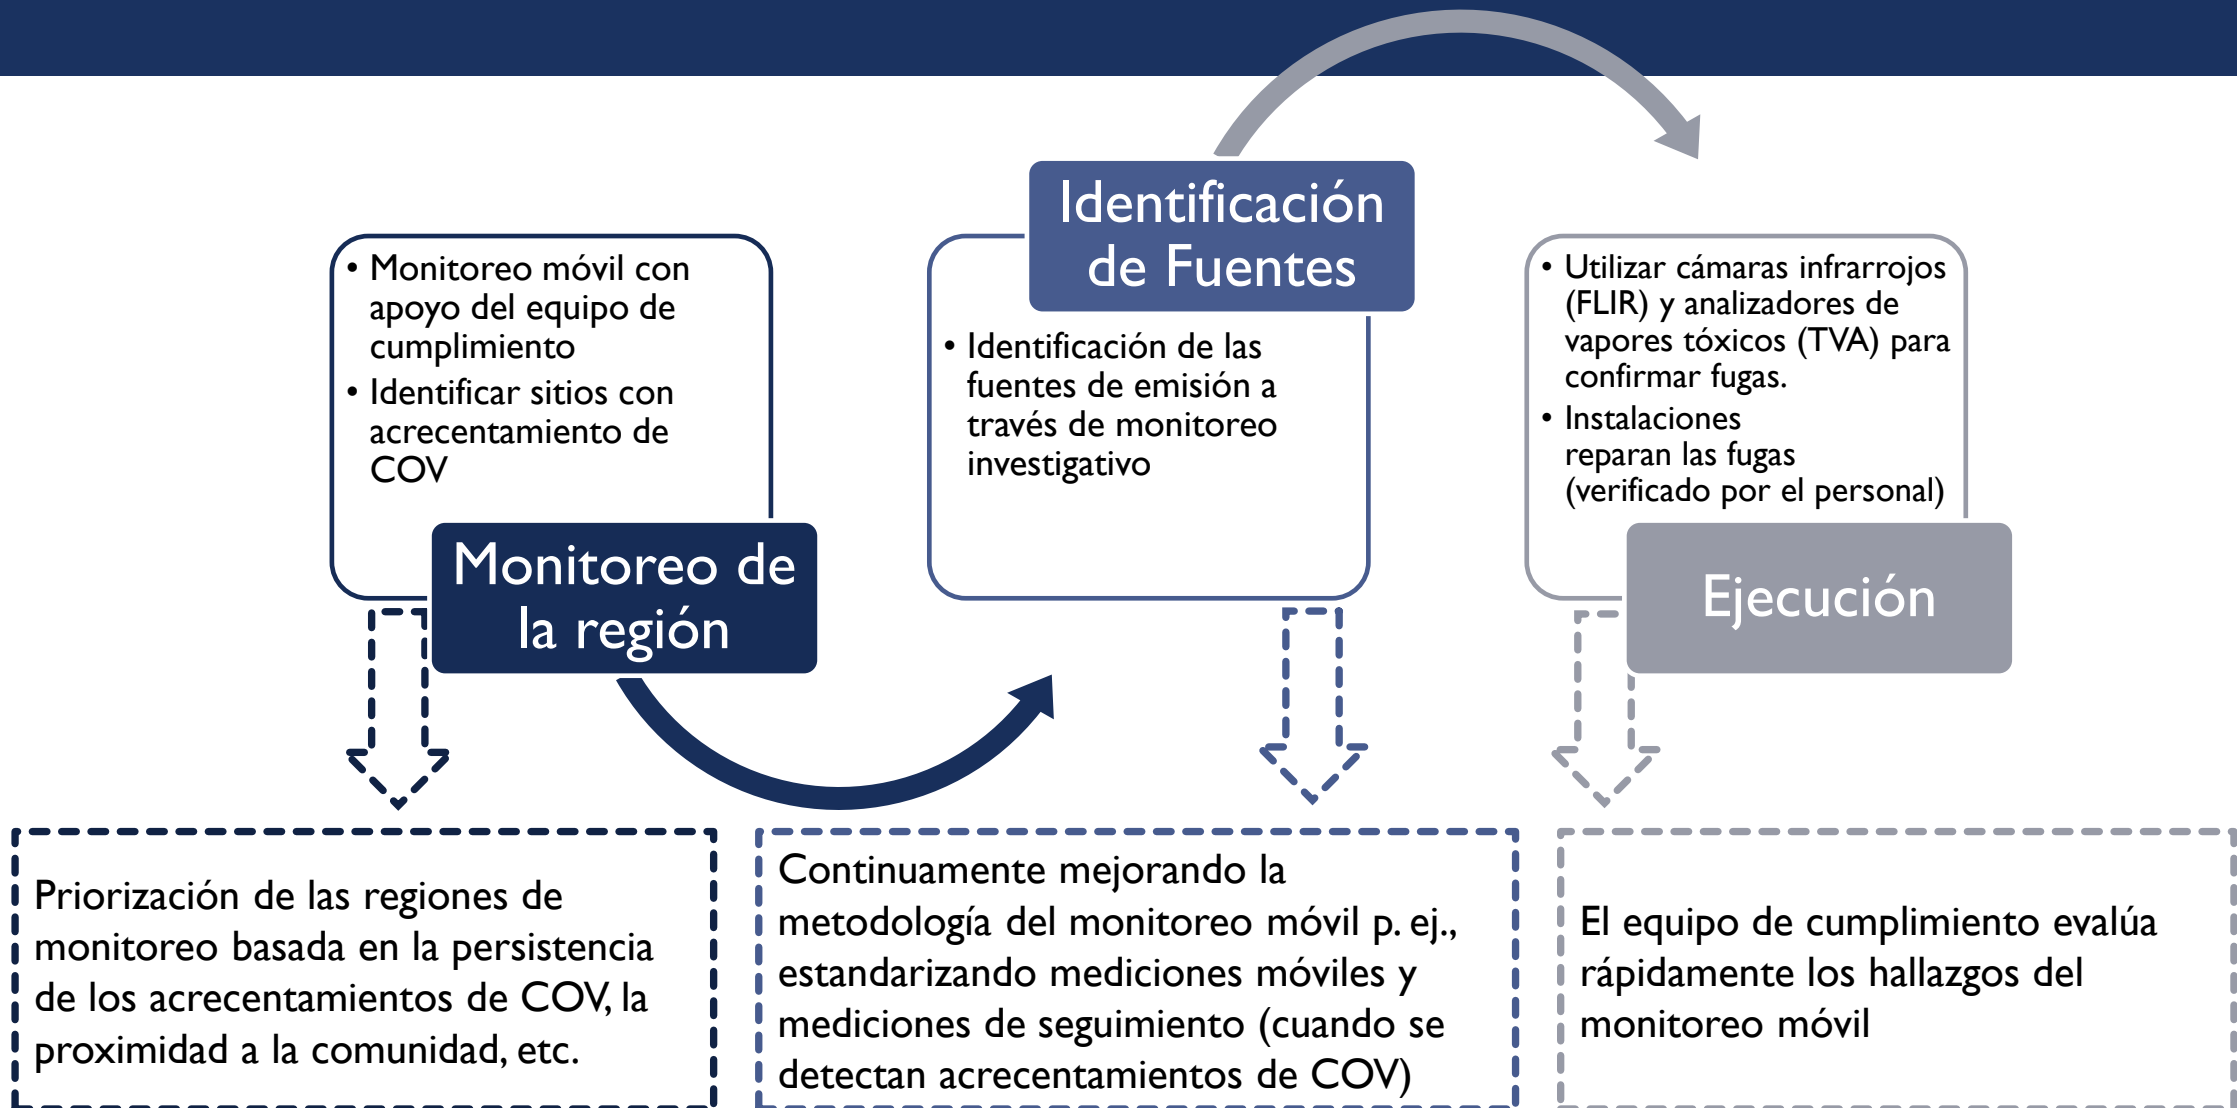 • Monitoreo móvil con
apoyo del equipo de
cumplimiento
• Identificar sitios con
acrecentamiento de
COV
Monitoreo de
la región
Identificación
de Fuentes
• Identificación de las
fuentes de emisión a
través de monitoreo
investigativo
• Utilizar cámaras infrarrojos
(FLIR) y analizadores de
vapores tóxicos (TVA) para
confirmar fugas.
• Instalaciones
reparan las fugas
(verificado por el personal)
Ejecución
Priorización de las regiones de
monitoreo basada en la persistencia
de los acrecentamientos de COV, la
proximidad a la comunidad, etc.
Continuamente mejorando la
metodología del monitoreo móvil p. ej.,
estandarizando mediciones móviles y
mediciones de seguimiento (cuando se
detectan acrecentamientos de COV)
El equipo de cumplimiento evalúa
rápidamente los hallazgos del
monitoreo móvil